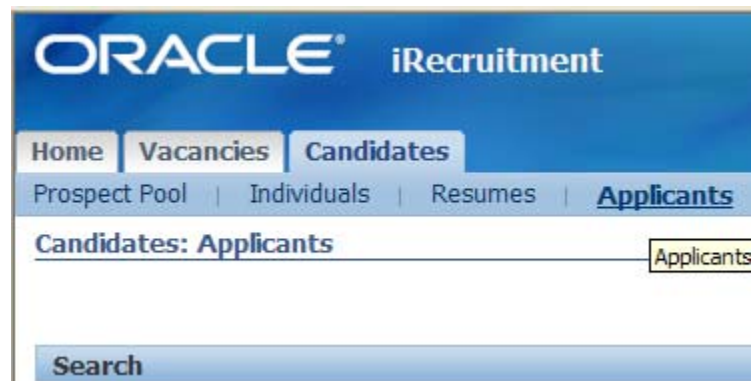 ORACLE® iRecruitment
Home Vacancies Candidates
Prospect Pool | Individuals | Resumes | Applicants
Candidates: Applicants
Applicants
Search